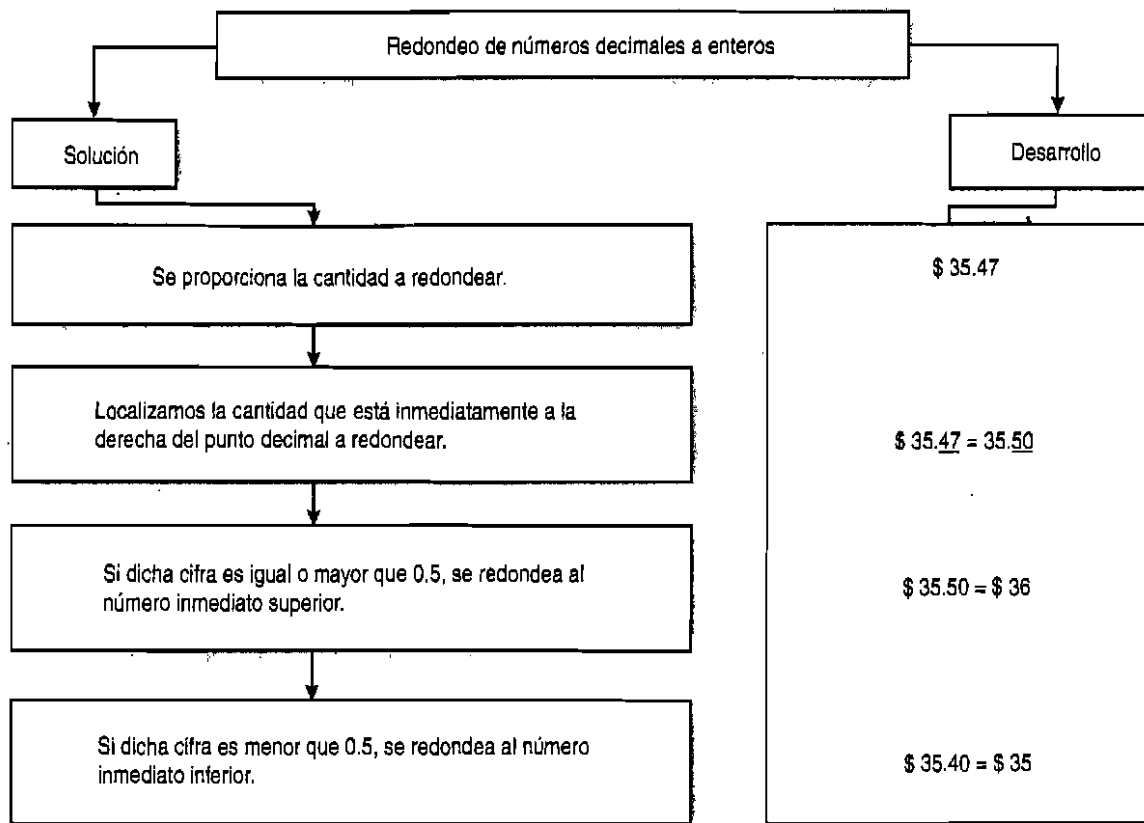 Redondeo de números decimales a enteros
Solución
Desarrollo
Se proporciona la cantidad a redondear.
$ 35.47
Localizamos la cantidad que está inmediatamente a la
derecha del punto decimal a redondear.
$ 35.47 = 35.50
Si dicha cifra es igual o mayor que 0.5, se redondea al
número inmediato superior.
$ 35.50 = $ 36
Si dicha cifra es menor que 0.5, se redondea al número
inmediato inferior.
$ 35.40 = $ 35